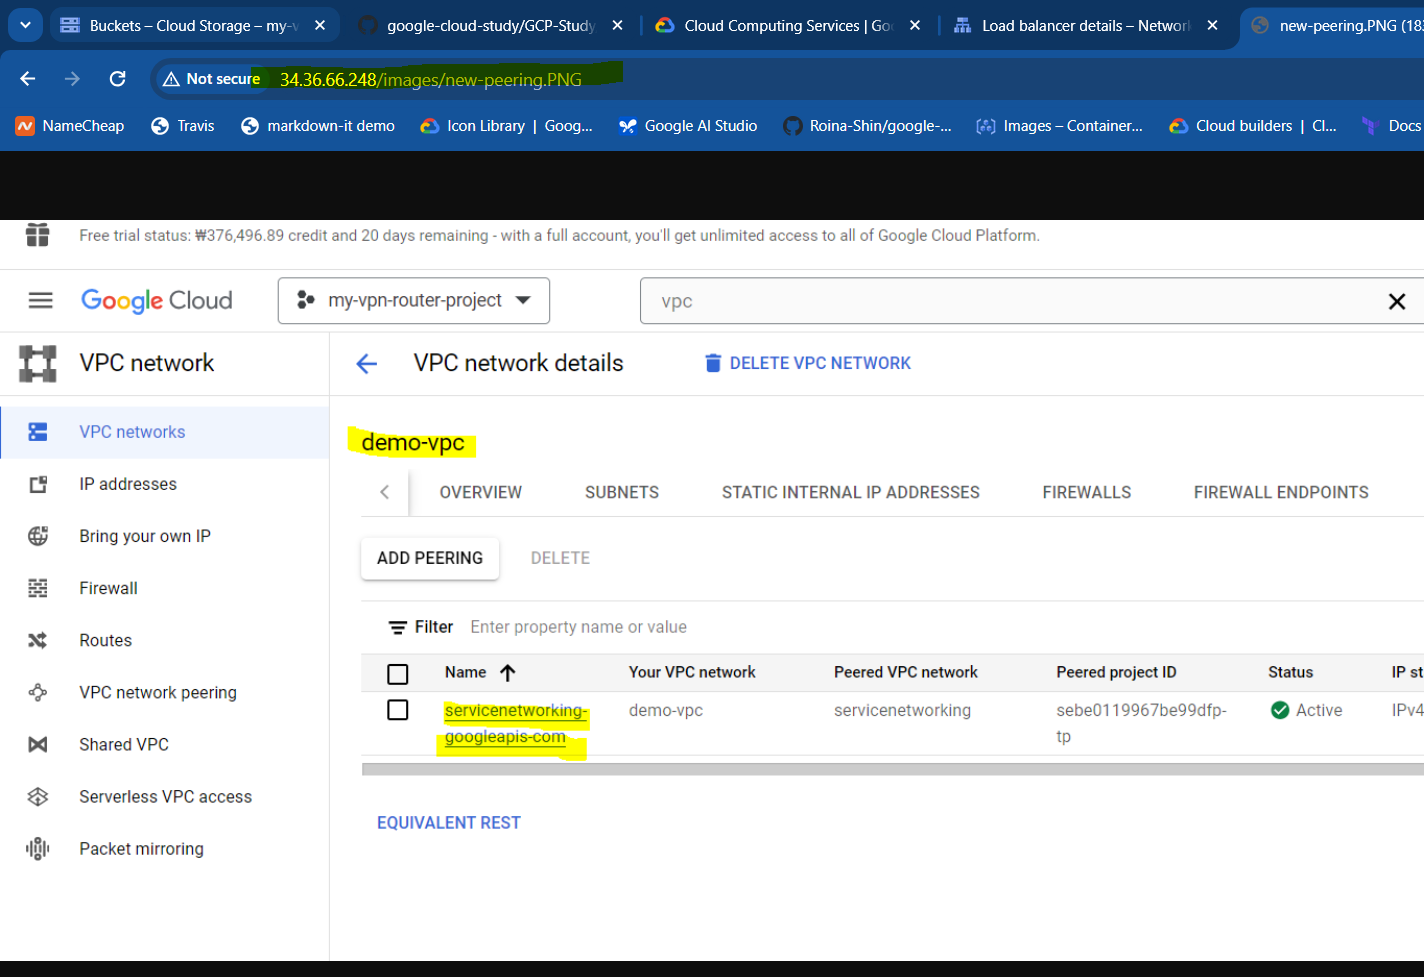 Buckets – Cloud Storage – my-v
google-cloud-study/GCP-Study
Cloud Computing Services | Go
Load balancer details – Network
new-peering.PNG (183
Not secure
34.36.66.248/images/new-peering.PNG
NameCheap
Travis
markdown-it demo
Icon Library | Goog...
Google AI Studio
Roina-Shin/google-...
Images – Container...
Cloud builders | Cl...
Docs
Free trial status: ₩376,496.89 credit and 20 days remaining - with a full account, you'll get unlimited access to all of Google Cloud Platform.
Google Cloud
my-vpn-router-project
vpc
VPC network
VPC network details
DELETE VPC NETWORK
VPC networks
IP addresses
Bring your own IP
Firewall
Routes
VPC network peering
Shared VPC
Serverless VPC access
Packet mirroring
demo-vpc
OVERVIEW
SUBNETS
STATIC INTERNAL IP ADDRESSES
FIREWALLS
FIREWALL ENDPOINTS
ADD PEERING
DELETE
Filter
Enter property name or value
Name
Your VPC network
Peered VPC network
Peered project ID
Status
IP st
servicenetworking-
googleapis-com
demo-vpc
servicenetworking
sebe0119967be99dfp-
tp
Active
IPv4
EQUIVALENT REST